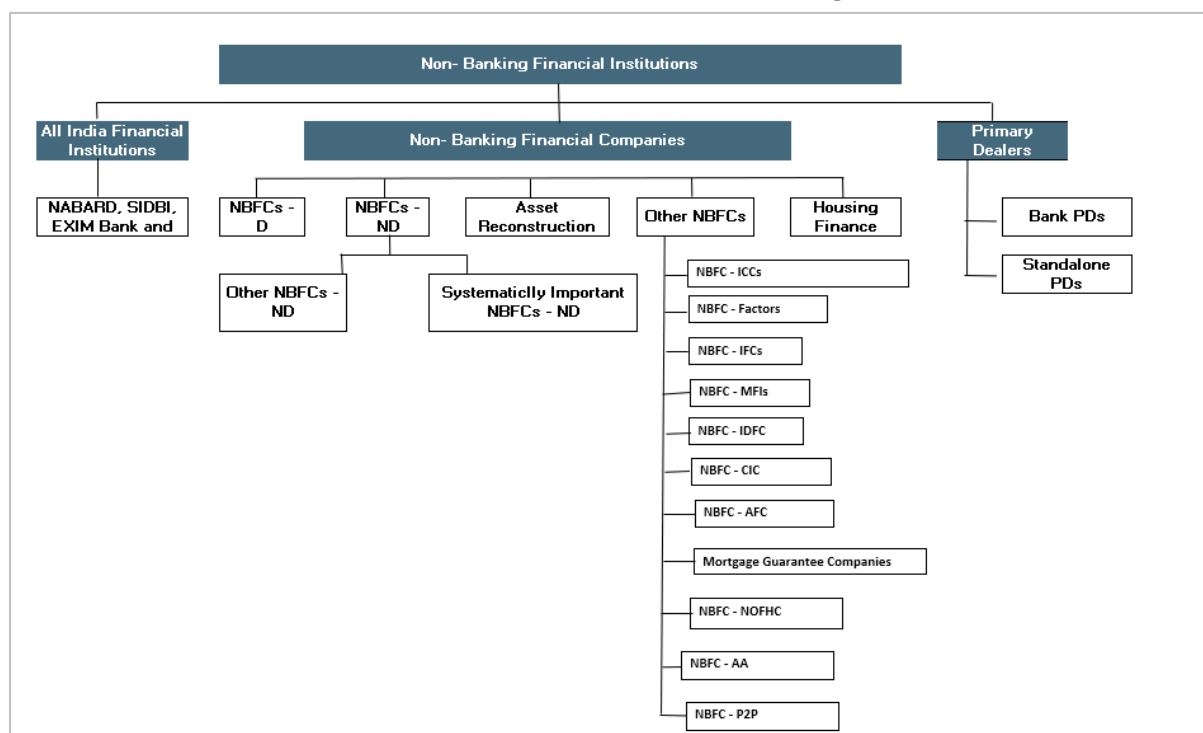 Non- Banking Financial Institutions
All India Financial
Institutions
Non- Banking Financial Companies
Primary
Dealers
NABARD, SIDBI,
EXIM Bank and
NBFCs -
D
NBFCs -
ND
Asset
Reconstruction
Other NBFCs
Housing
Finance
Bank PDs
Standalone
PDs
Other NBFCs -
ND
Systematiclly Important
NBFCs - ND
NBFC - ICCs
NBFC - Factors
NBFC - IFCs
NBFC - MFIs
NBFC - IDFC
NBFC - CIC
NBFC - AFC
Mortgage Guarantee Companies
NBFC - NOFHC
NBFC - AA
NBFC - P2P